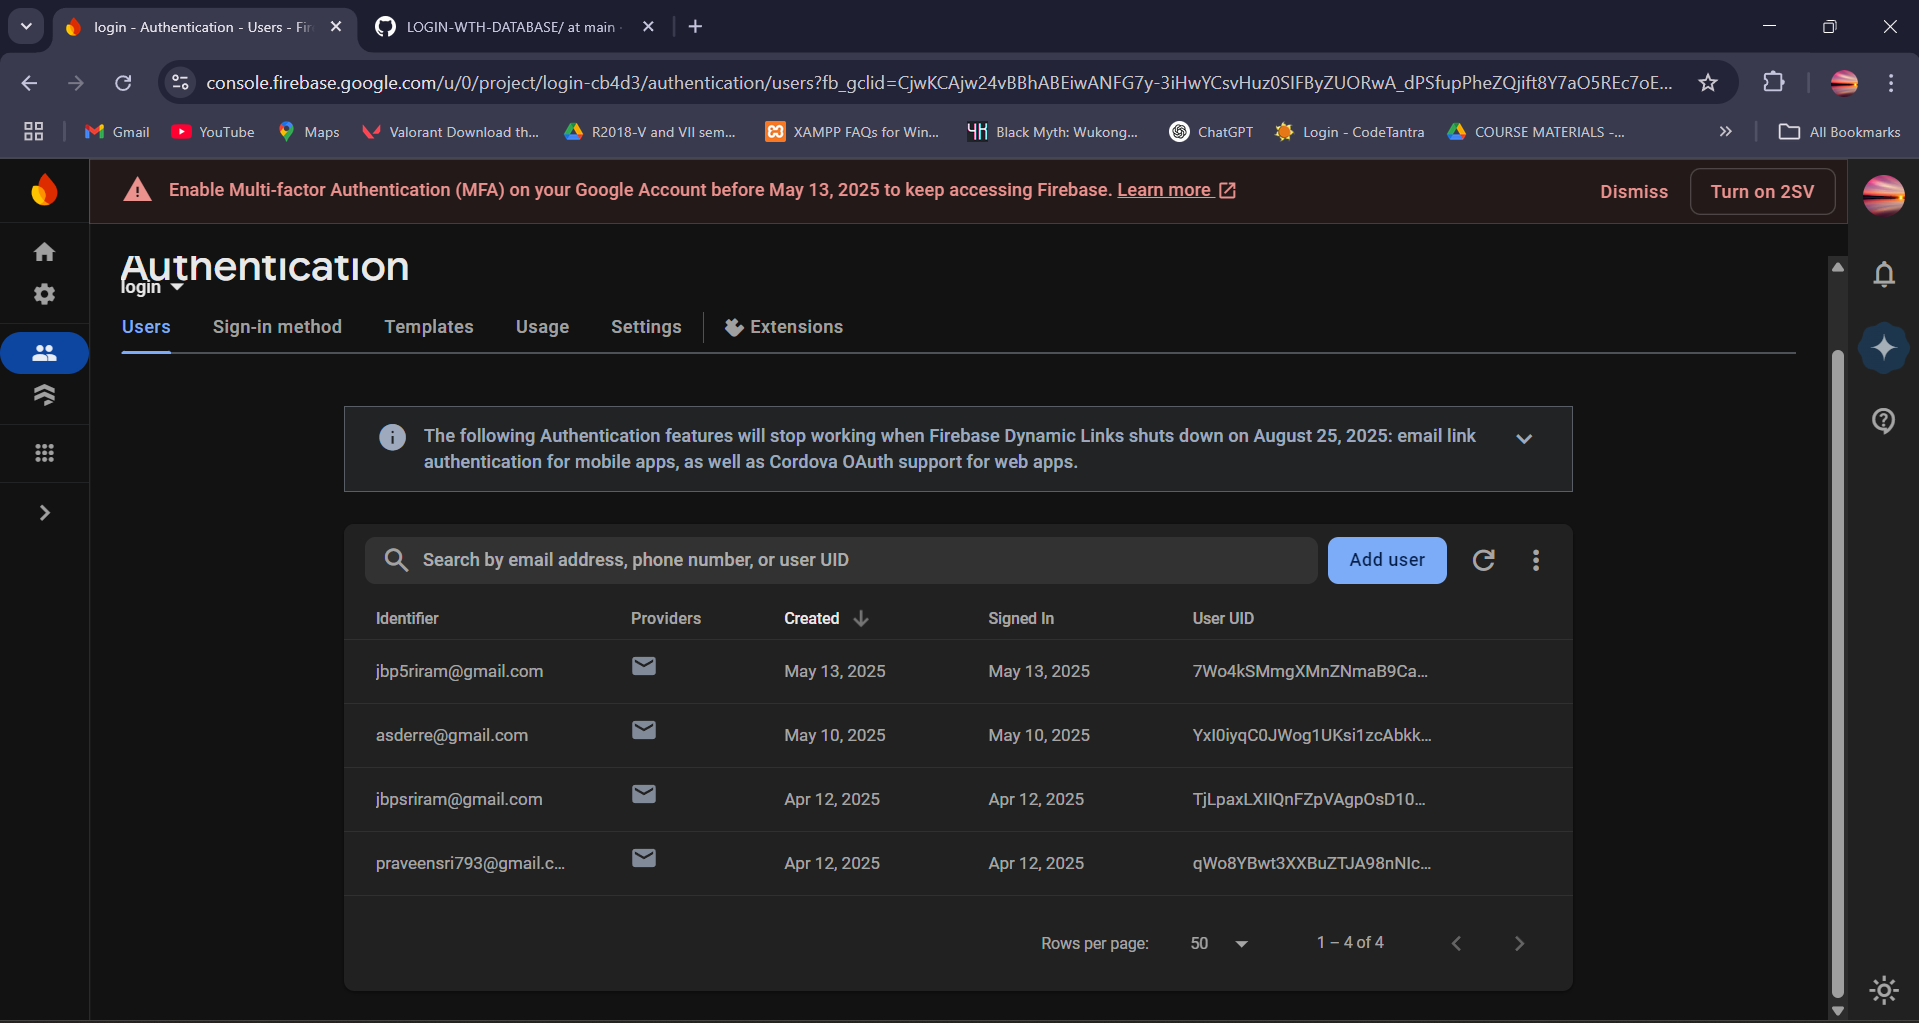 login - Authentication - Users - Fir
LOGIN-WTH-DATABASE/ at main ·
console.firebase.google.com/u/0/project/login-cb4d3/authentication/users?fb_gclid=CjwKCAjw24vBBhABEiwANFG7y-3iHwYCsvHuz0SIFByZUORwA_dPSfupPheZQjift8Y7aO5REc7oE...
Gmail
YouTube
Maps
Valorant Download th...
R2018-V and VII sem...
XAMPP FAQs for Win...
Black Myth: Wukong...
ChatGPT
Login - CodeTantra
COURSE MATERIALS -...
All Bookmarks
Enable Multi-factor Authentication (MFA) on your Google Account before May 13, 2025 to keep accessing Firebase. Learn more
Dismiss
Turn on 2SV
Authentication
login
Users
Sign-in method
Templates
Usage
Settings
Extensions
The following Authentication features will stop working when Firebase Dynamic Links shuts down on August 25, 2025: email link
authentication for mobile apps, as well as Cordova OAuth support for web apps.
Search by email address, phone number, or user UID
Add user
Identifier Providers Created Signed In User UID
jbp5riram@gmail.com May 13, 2025 May 13, 2025 7Wo4kSMmgXMnZNmaB9Ca...
asderre@gmail.com May 10, 2025 May 10, 2025 YxI0iyqC0JWog1UKsi1zcAbkk...
jbpsriram@gmail.com Apr 12, 2025 Apr 12, 2025 TjLpaxLXIIQnFZpVAgpOsD10...
praveensri793@gmail.c... Apr 12, 2025 Apr 12, 2025 qWo8YBwt3XXBuZTJA98nNIc...
Rows per page: 50 1 – 4 of 4